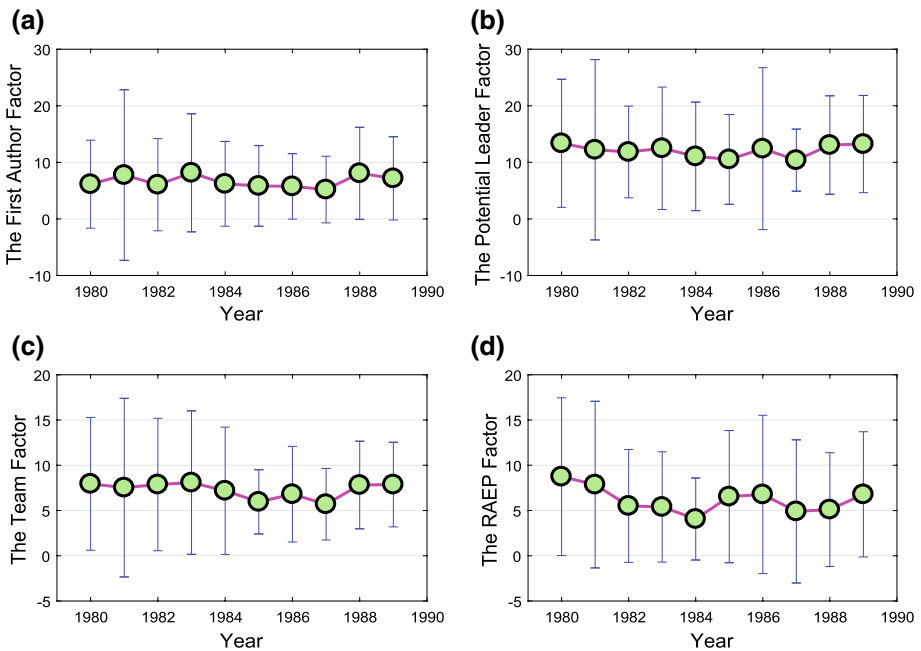 (a)
The First Author Factor
30
20
10
0
-10
1980 1982 1984 1986 1988 1990
Year
(b)
The Potential Leader Factor
30
20
10
0
-10
1980 1982 1984 1986 1988 1990
Year
(c)
The Team Factor
20
15
10
5
0
-5
1980 1982 1984 1986 1988 1990
Year
(d)
The RAEP Factor
20
15
10
5
0
-5
1980 1982 1984 1986 1988 1990
Year